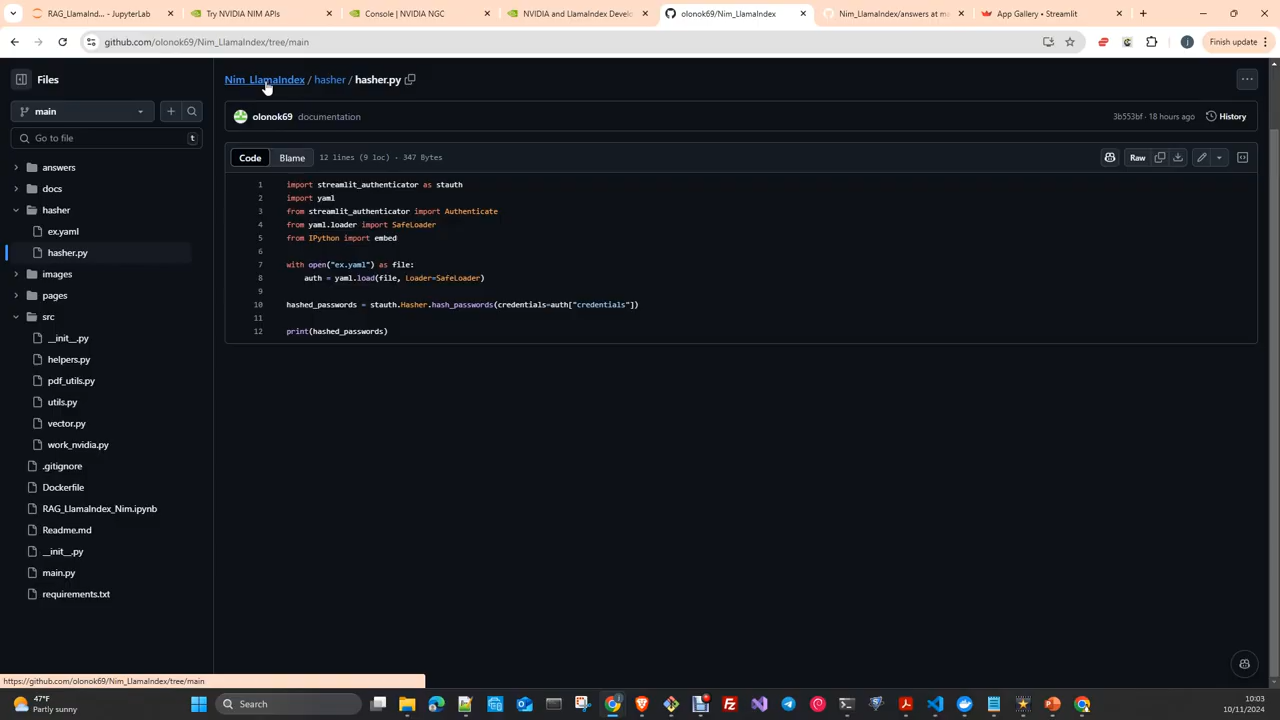 RAG_LlamaInd... - JupyterLab
Try NVIDIA NIM APIs
Console | NVIDIA NGC
NVIDIA and LlamaIndex Develo
olonok69/Nim_LlamaIndex
Nim_LlamaIndex/answers at ma
App Gallery • Streamlit
github.com/olonok69/Nim_LlamaIndex/tree/main
j
Finish update
Files
Nim_LlamaIndex / hasher / hasher.py
main
olonok69 documentation
3b553bf · 18 hours ago
History
Go to file
t
Code
Blame
12 lines (9 loc) · 347 Bytes
Raw
answers
docs
hasher
ex.yaml
hasher.py
images
pages
src
__init__.py
helpers.py
pdf_utils.py
utils.py
vector.py
work_nvidia.py
.gitignore
Dockerfile
RAG_LlamaIndex_Nim.ipynb
Readme.md
__init__.py
main.py
requirements.txt
1 import streamlit_authenticator as stauth
2 import yaml
3 from streamlit_authenticator import Authenticate
4 from yaml.loader import SafeLoader
5 from IPython import embed
6
7 with open("ex.yaml") as file:
8 auth = yaml.load(file, Loader=SafeLoader)
9
10 hashed_passwords = stauth.Hasher.hash_passwords(credentials=auth["credentials"])
11
12 print(hashed_passwords)
https://github.com/olonok69/Nim_LlamaIndex/tree/main
47°F
Partly sunny
Search
10:03
10/11/2024